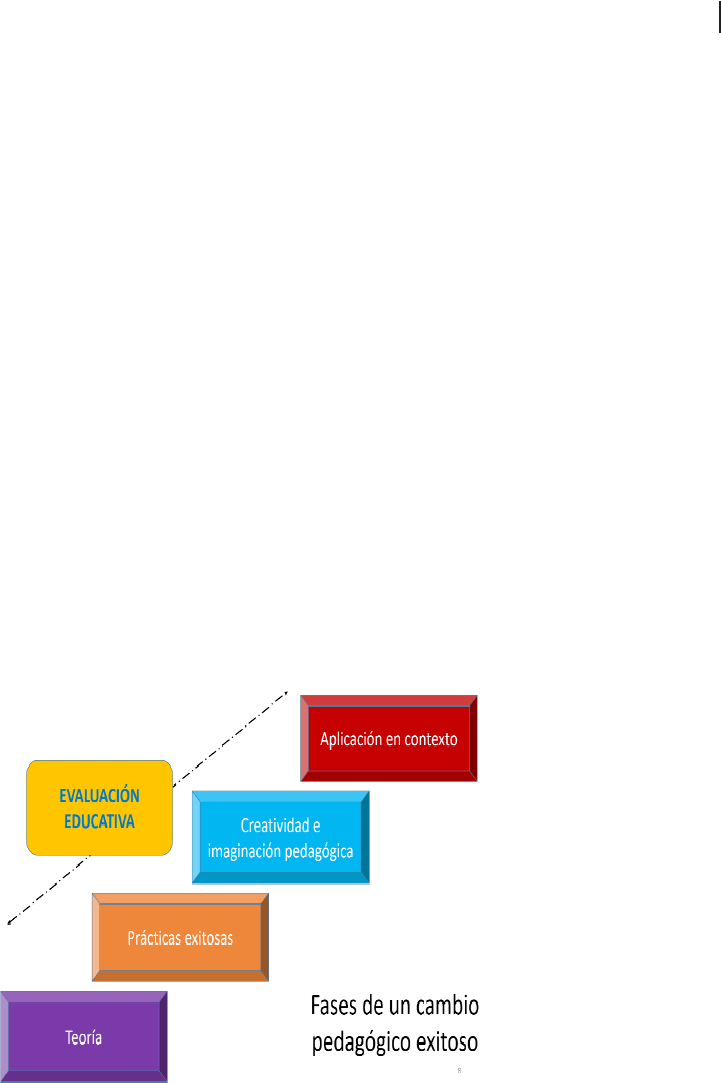 Aplicación en contexto
EVALUACIÓN
EDUCATIVA
Creatividad e
imaginación pedagógica
Prácticas exitosas
Teoría
Fases de un cambio
pedagógico exitoso